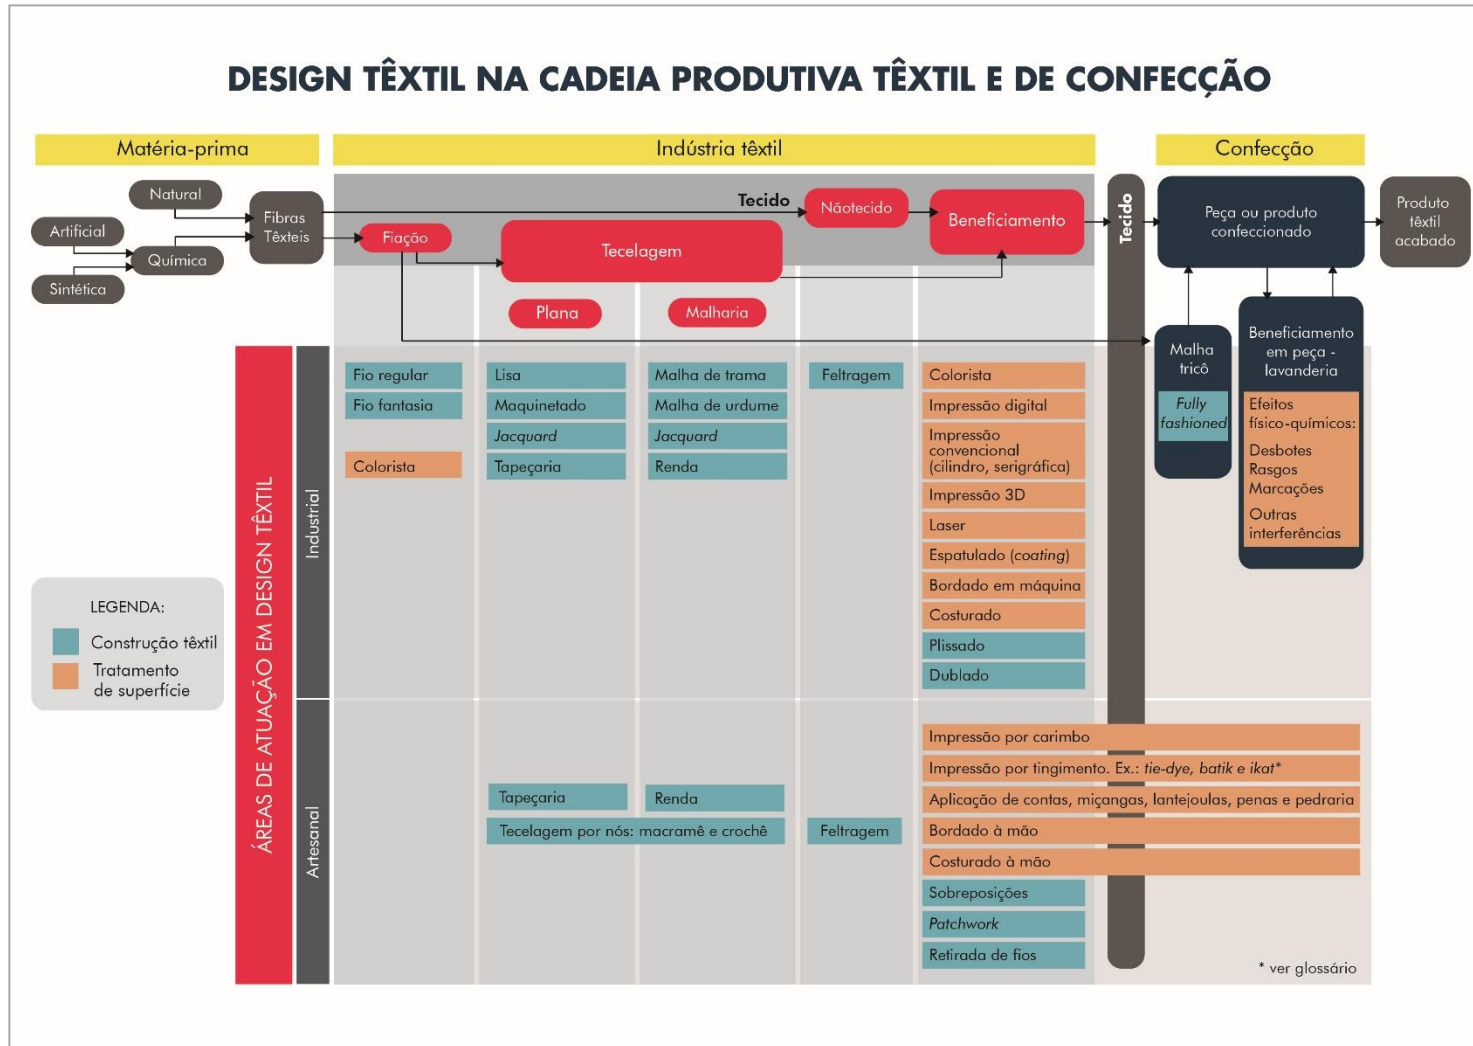 DESIGN TÊXTIL NA CADEIA PRODUTIVA TÊXTIL E DE CONFECÇÃO
Matéria-prima
Indústria têxtil
Confecção
Natural
Artificial
Química
Sintética
Fibras
Têxteis
Fiação
Tecido
Tecelagem
Nãotecido
Beneficiamento
Tecido
Peça ou produto
confeccionado
Produto
têxtil
acabado
Plana
Malharia
Malha
tricô
Fully
fashioned
Beneficiamento
em peça -
lavanderia
Efeitos
físico-químicos:
Desbotes
Rasgos
Marcações
Outras
interferências
ÁREAS DE ATUAÇÃO EM DESIGN TÊXTIL
Industrial
Fio regular
Fio fantasia
Colorista
Lisa
Maquinetado
Jacquard
Tapeçaria
Malha de trama
Malha de urdume
Jacquard
Renda
Feltragem
Colorista
Impressão digital
Impressão
convencional
(cilindro, serigráfica)
Impressão 3D
Laser
Espatulado (coating)
Bordado em máquina
Costurado
Plissado
Dublado
LEGENDA:
Construção têxtil
Tratamento
de superfície
Artesanal
Tapeçaria
Renda
Tecelagem por nós: macramê e crochê
Feltragem
Impressão por carimbo
Impressão por tingimento. Ex.: tie-dye, batik e ikat*
Aplicação de contas, miçangas, lantejoulas, penas e pedraria
Bordado à mão
Costurado à mão
Sobreposições
Patchwork
Retirada de fios
* ver glossário